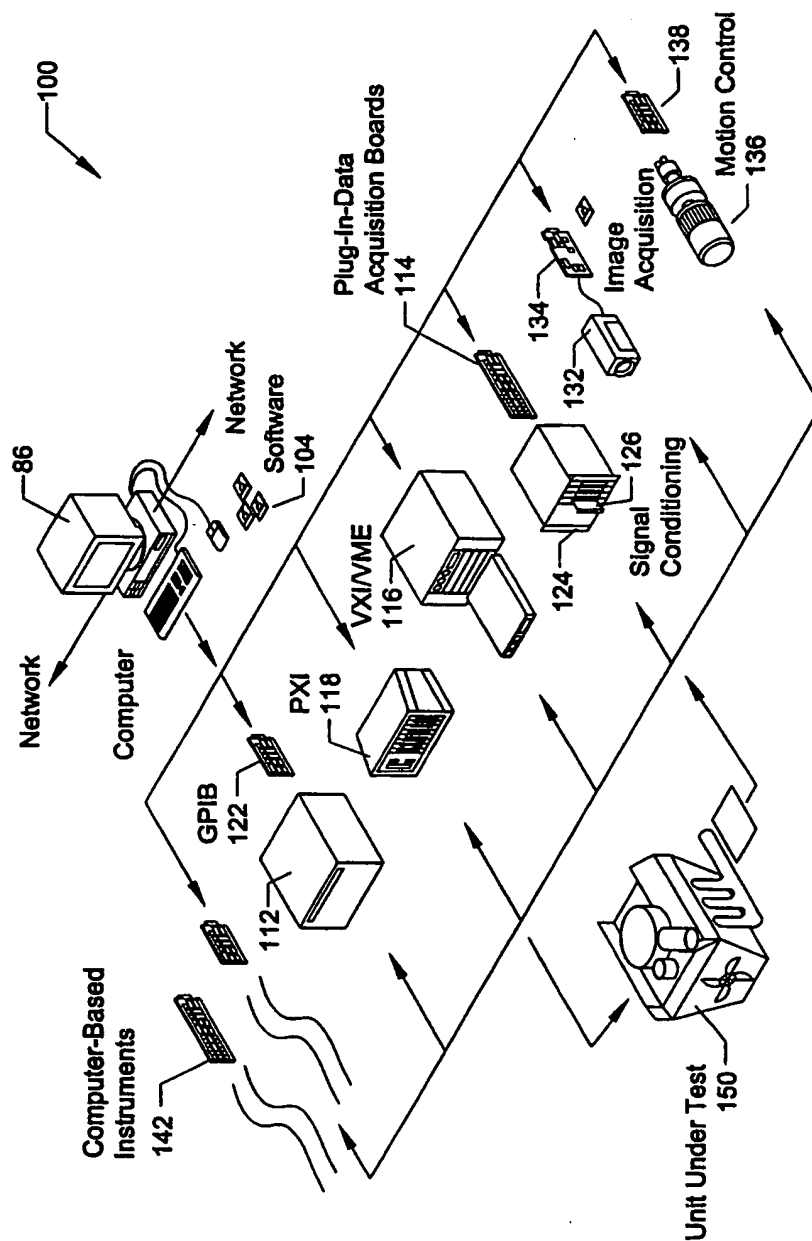 100
86
Network
Computer
Network
Software
104
Computer-Based
Instruments
142
GPIB
122
112
PXI
118
VXI/VME
116
Plug-In-Data
Acquisition Boards
114
124
126
Signal
Conditioning
134
132
Image
Acquisition
138
Motion Control
136
Unit Under Test
150